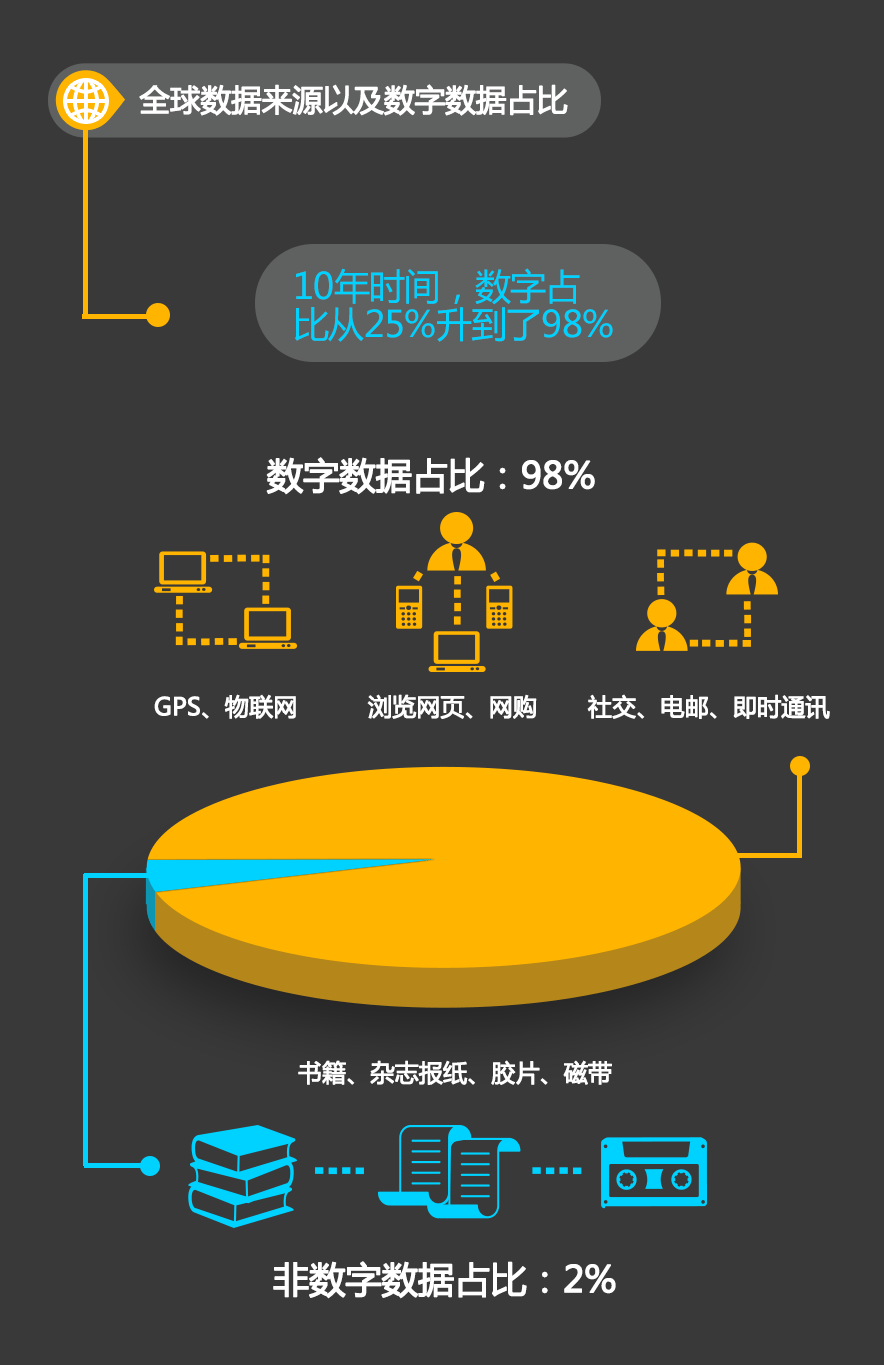 全球数据来源以及数字数据占比
10年时间，数字占
比从25%升到了98%
数字数据占比：98%
GPS、物联网
浏览网页、网购
社交、电邮、即时通讯
书籍、杂志报纸、胶片、磁带
非数字数据占比：2%